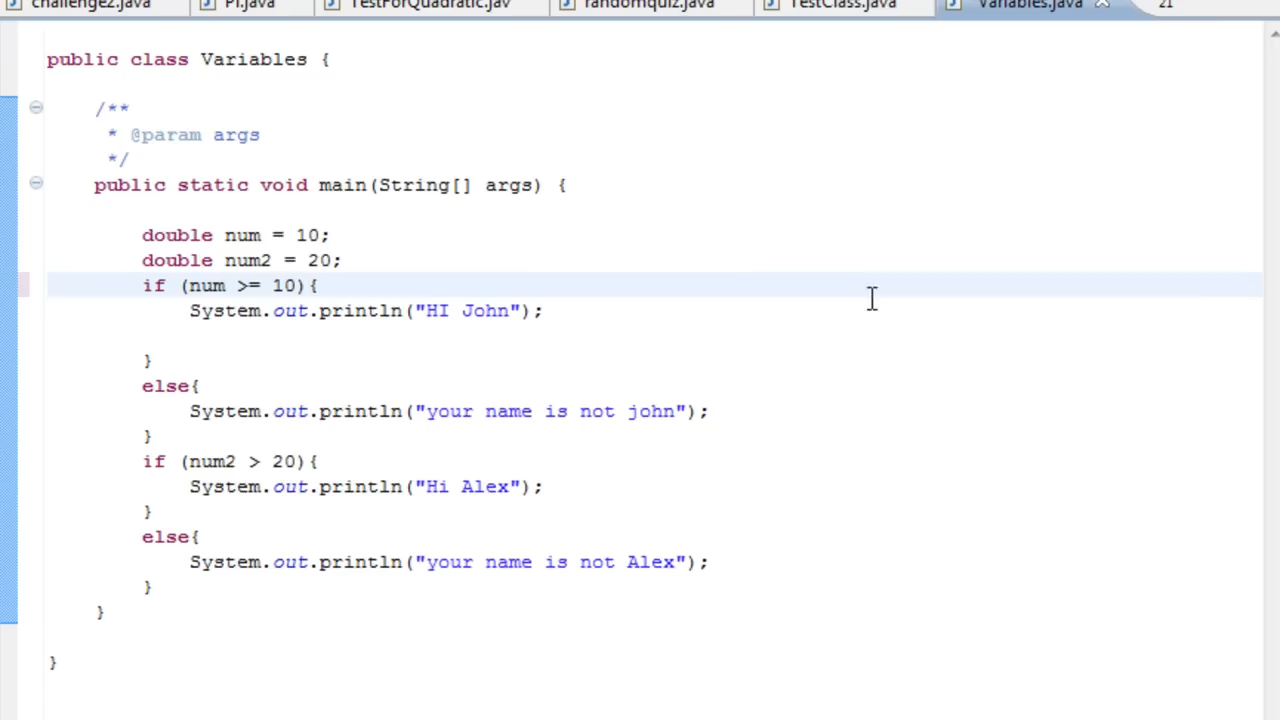 challenge2.java PI.java TestForQuadratic.jav randomquiz.java TestClass.java Variables.java 21
public class Variables {
/**
* @param args
*/
public static void main(String[] args) {
double num = 10;
double num2 = 20;
if (num >= 10){
System.out.println("HI John");
}
else{
System.out.println("your name is not john");
}
if (num2 > 20){
System.out.println("Hi Alex");
}
else{
System.out.println("your name is not Alex");
}
}
}